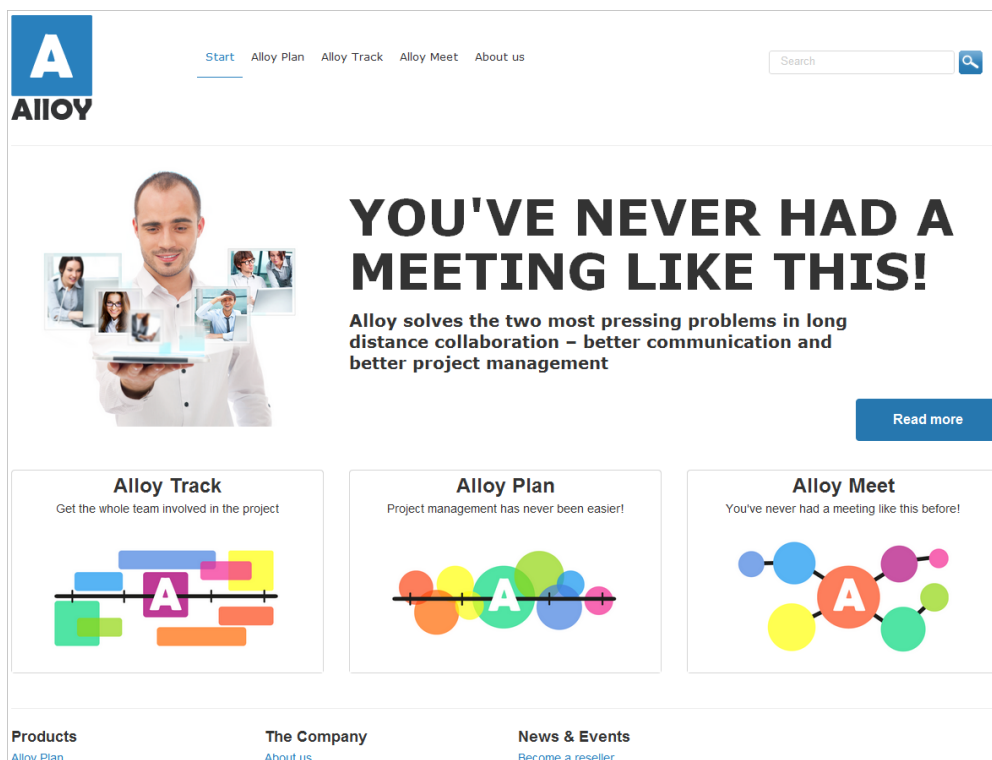 A
Alloy
Start Alloy Plan Alloy Track Alloy Meet About us
Search
YOU'VE NEVER HAD A
MEETING LIKE THIS!
Alloy solves the two most pressing problems in long
distance collaboration – better communication and
better project management
Read more
Alloy Track
Get the whole team involved in the project
A
Alloy Plan
Project management has never been easier!
A
Alloy Meet
You've never had a meeting like this before!
A
Products
Alloy Plan
The Company
About us
News & Events
Become a reseller